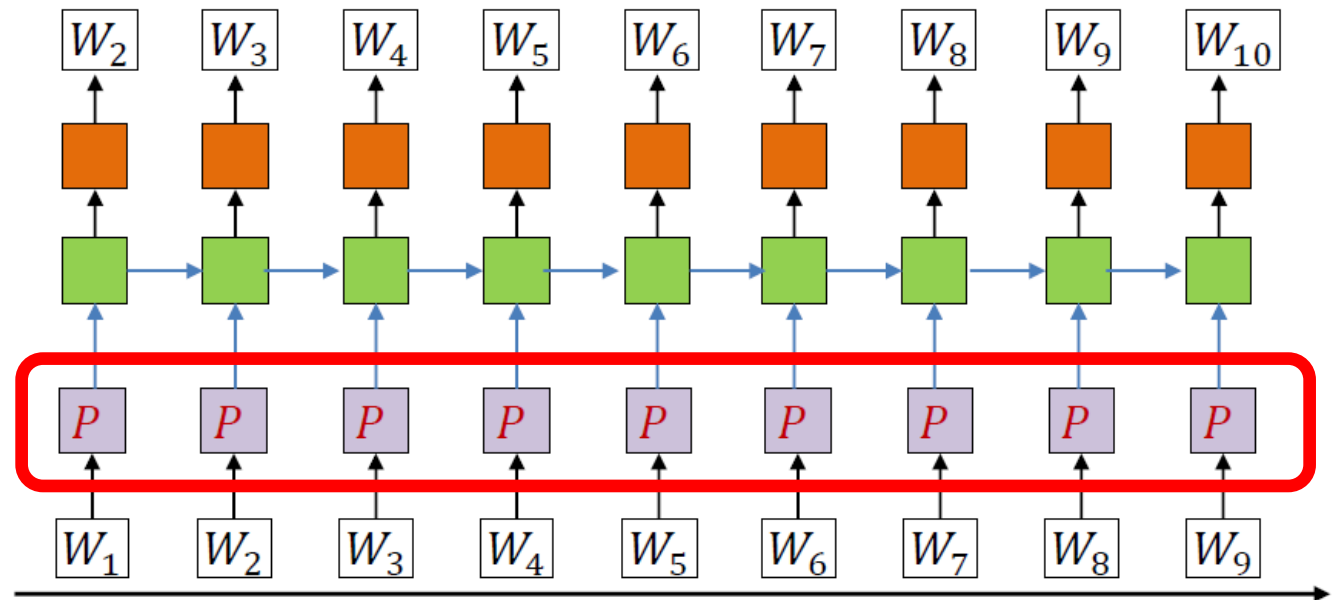 W₂ W₃ W₄ W₅ W₆ W₇ W₈ W₉ W₁₀
P P P P P P P P P
W₁ W₂ W₃ W₄ W₅ W₆ W₇ W₈ W₉